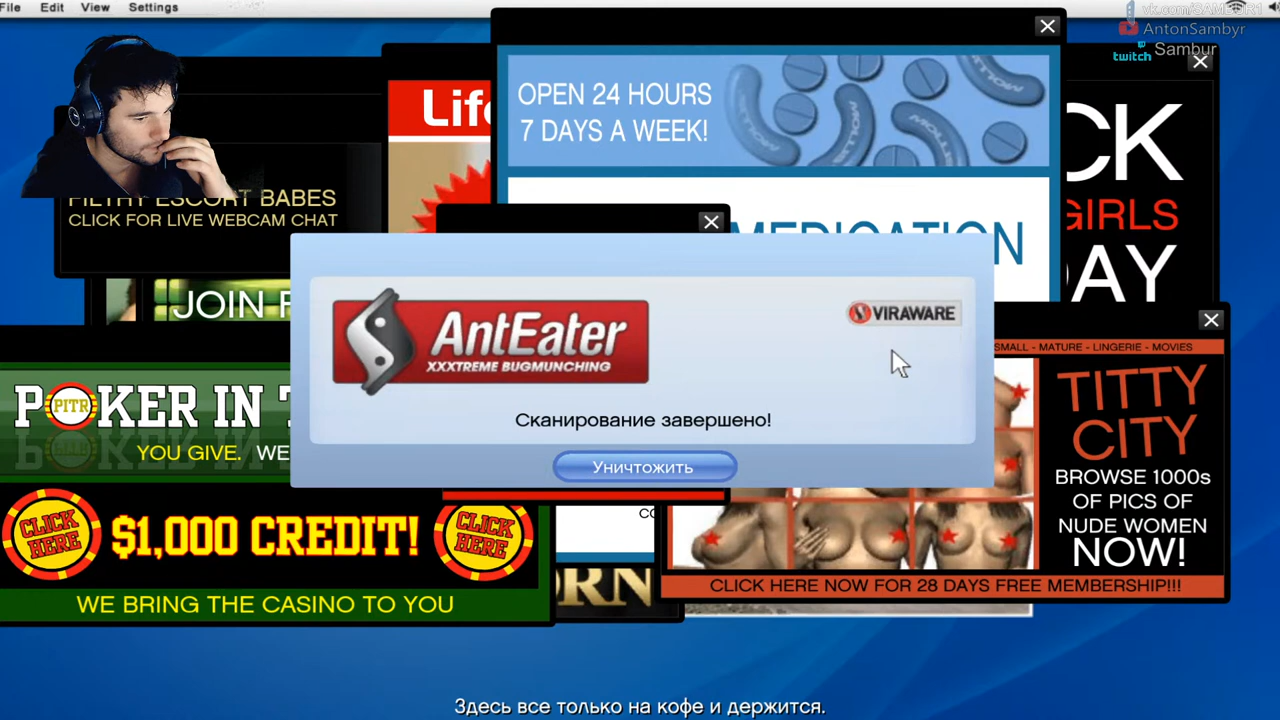 File Edit View Settings
vk.com/SAMBUR1
AntonSambyr
twitch Sambur
OPEN 24 HOURS
7 DAYS A WEEK!
MEDICATION
FILTHY ESCORT BABES
CLICK FOR LIVE WEBCAM CHAT
JOIN
GIRLS
POKER IN
PITR
YOU GIVE. WE
CLICK HERE
$1,000 CREDIT!
CLICK HERE
WE BRING THE CASINO TO YOU
AntEater
XXXTREME BUGMUNCHING
VIRAWARE
Сканирование завершено!
Уничтожить
SMALL - MATURE - LINGERIE - MOVIES
TITTY
CITY
BROWSE 1000s
OF PICS OF
NUDE WOMEN
NOW!
CLICK HERE NOW FOR 28 DAYS FREE MEMBERSHIP!!!
Здесь все только на кофе и держится.